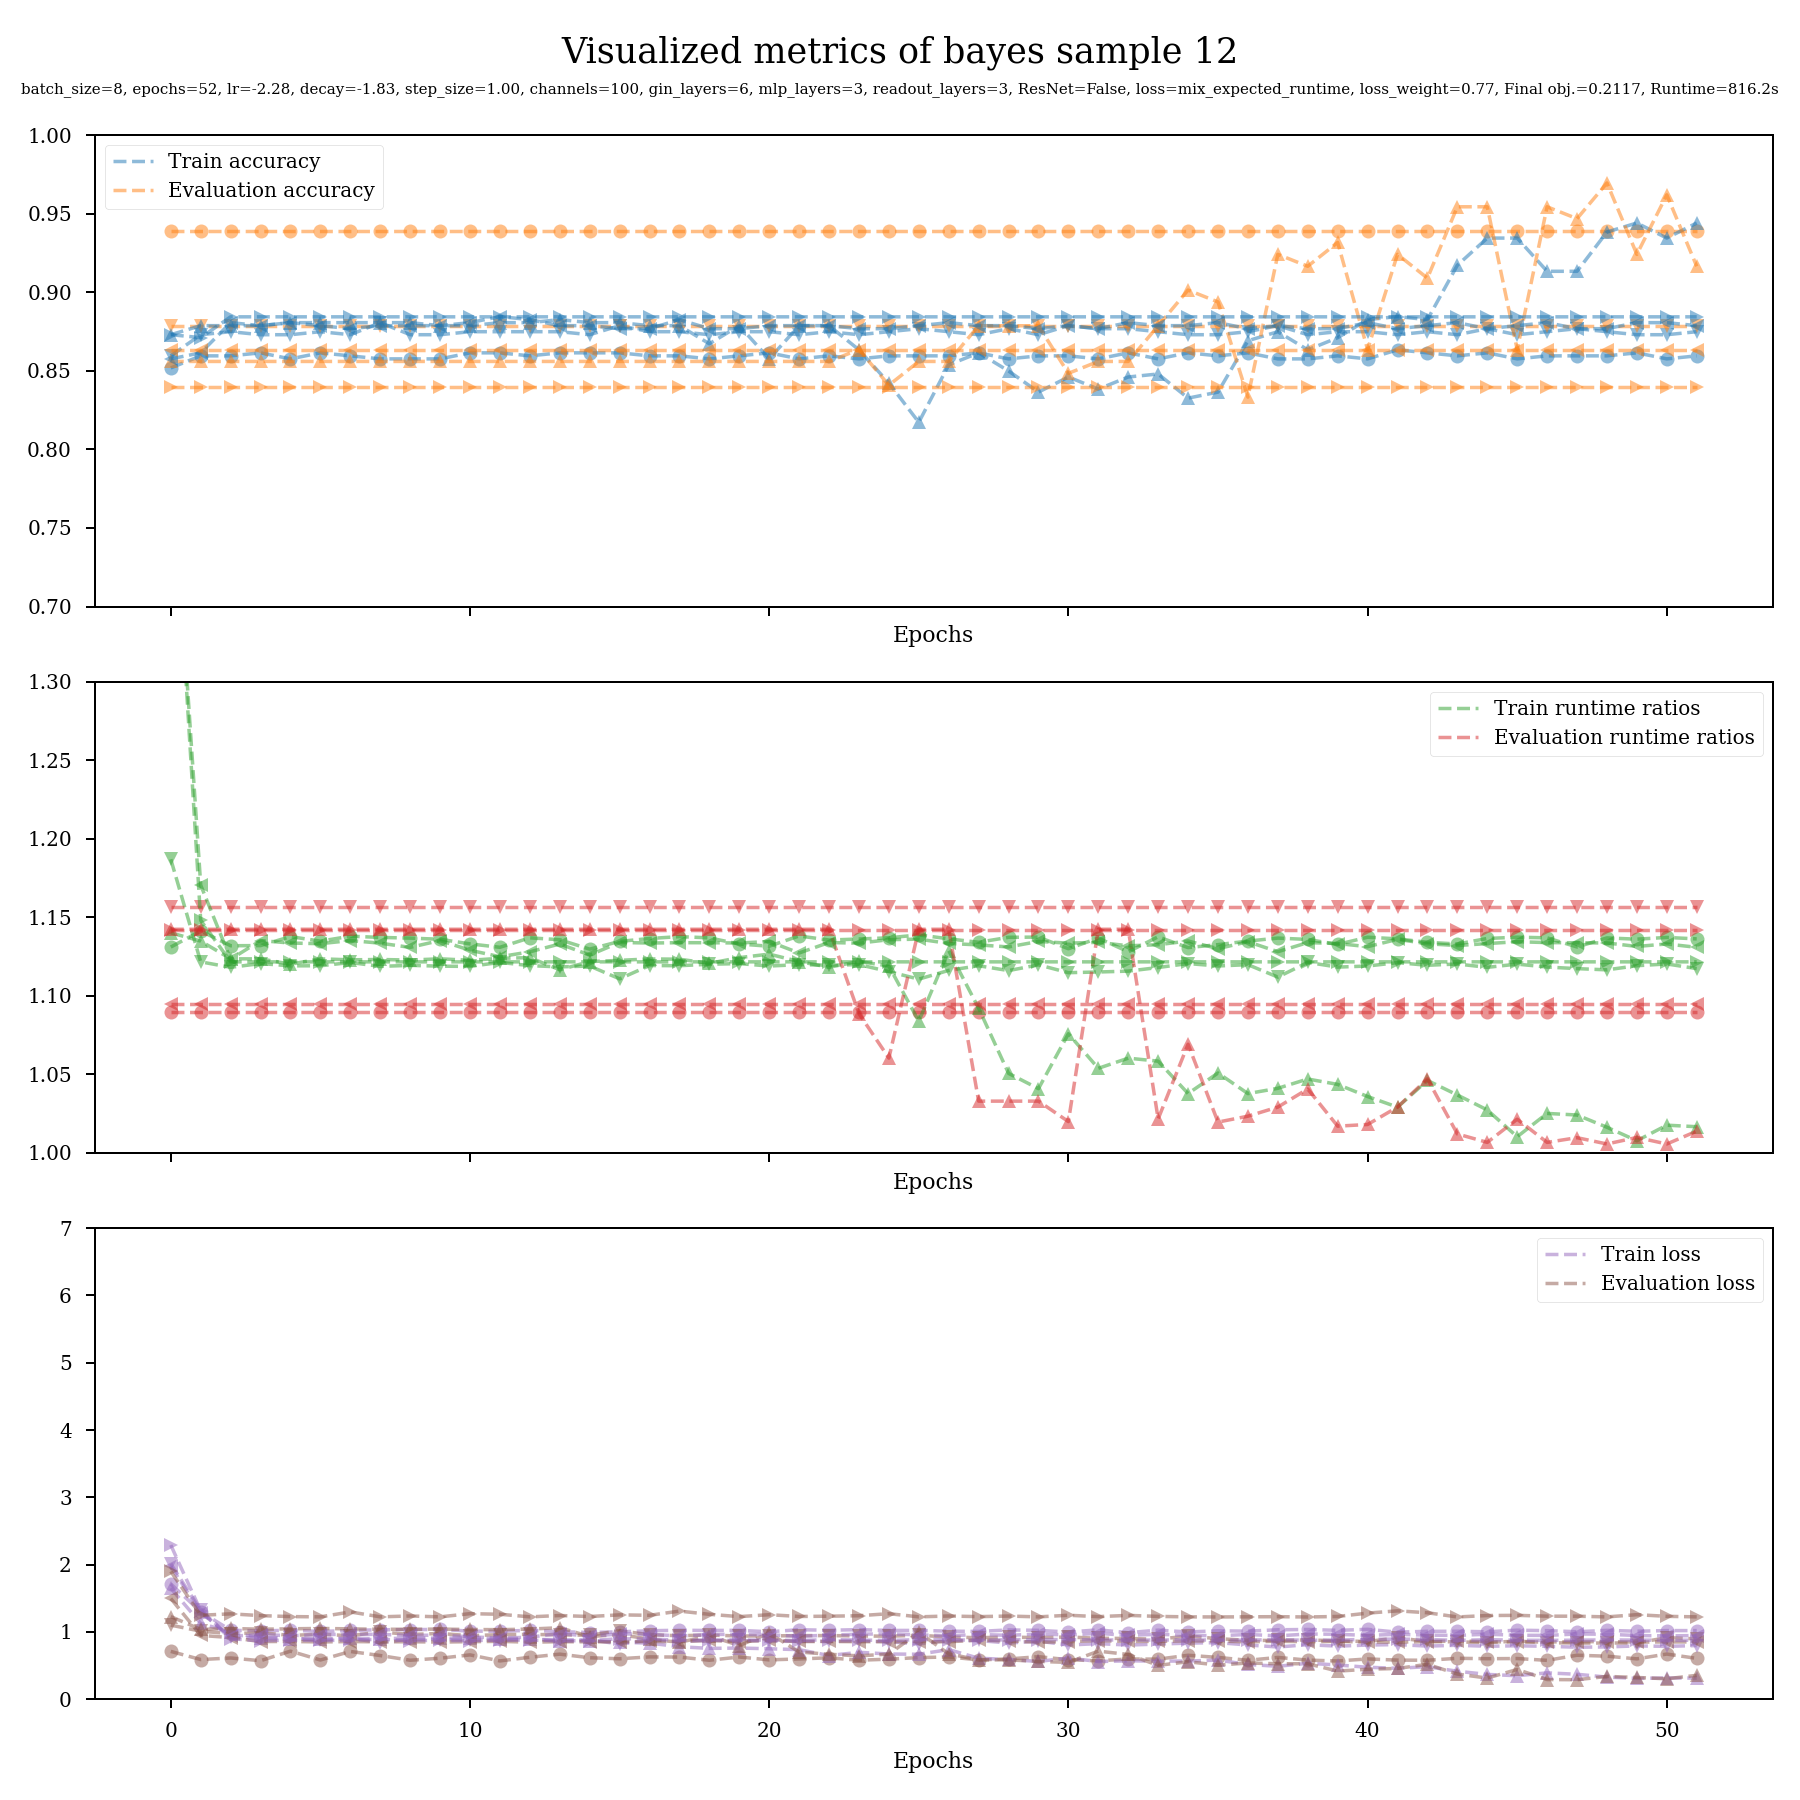 Visualized metrics of bayes sample 12
batch_size=8, epochs=52, lr=-2.28, decay=-1.83, step_size=1.00, channels=100, gin_layers=6, mlp_layers=3, readout_layers=3, ResNet=False, loss=mix_expected_runtime, loss_weight=0.77, Final obj.=0.2117, Runtime=816.2s
1.00
0.95
0.90
0.85
0.80
0.75
0.70
Train accuracy
Evaluation accuracy
Epochs
1.30
1.25
1.20
1.15
1.10
1.05
1.00
Train runtime ratios
Evaluation runtime ratios
Epochs
7
6
5
4
3
2
1
0
Train loss
Evaluation loss
0 10 20 30 40 50
Epochs